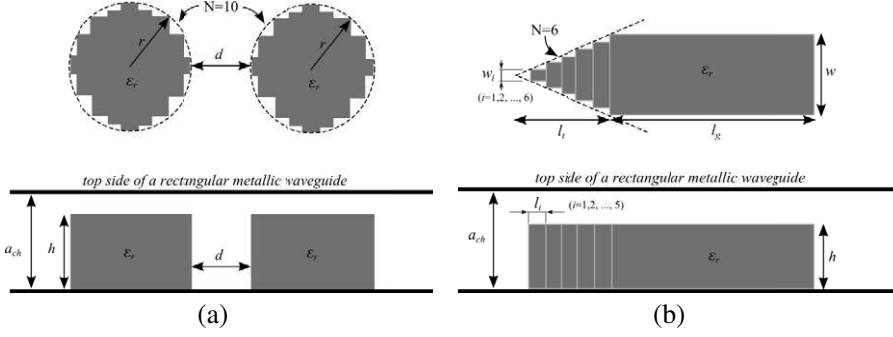 N=10
r
d
r
εr
εr
top side of a rectangular metallic waveguide
ach
h
εr
d
εr
(a)
N=6
wi
(i=1,2, ..., 6)
εr
w
lt
lg
top side of a rectangular metallic waveguide
ach
li
(i=1,2, ..., 5)
εr
h
(b)